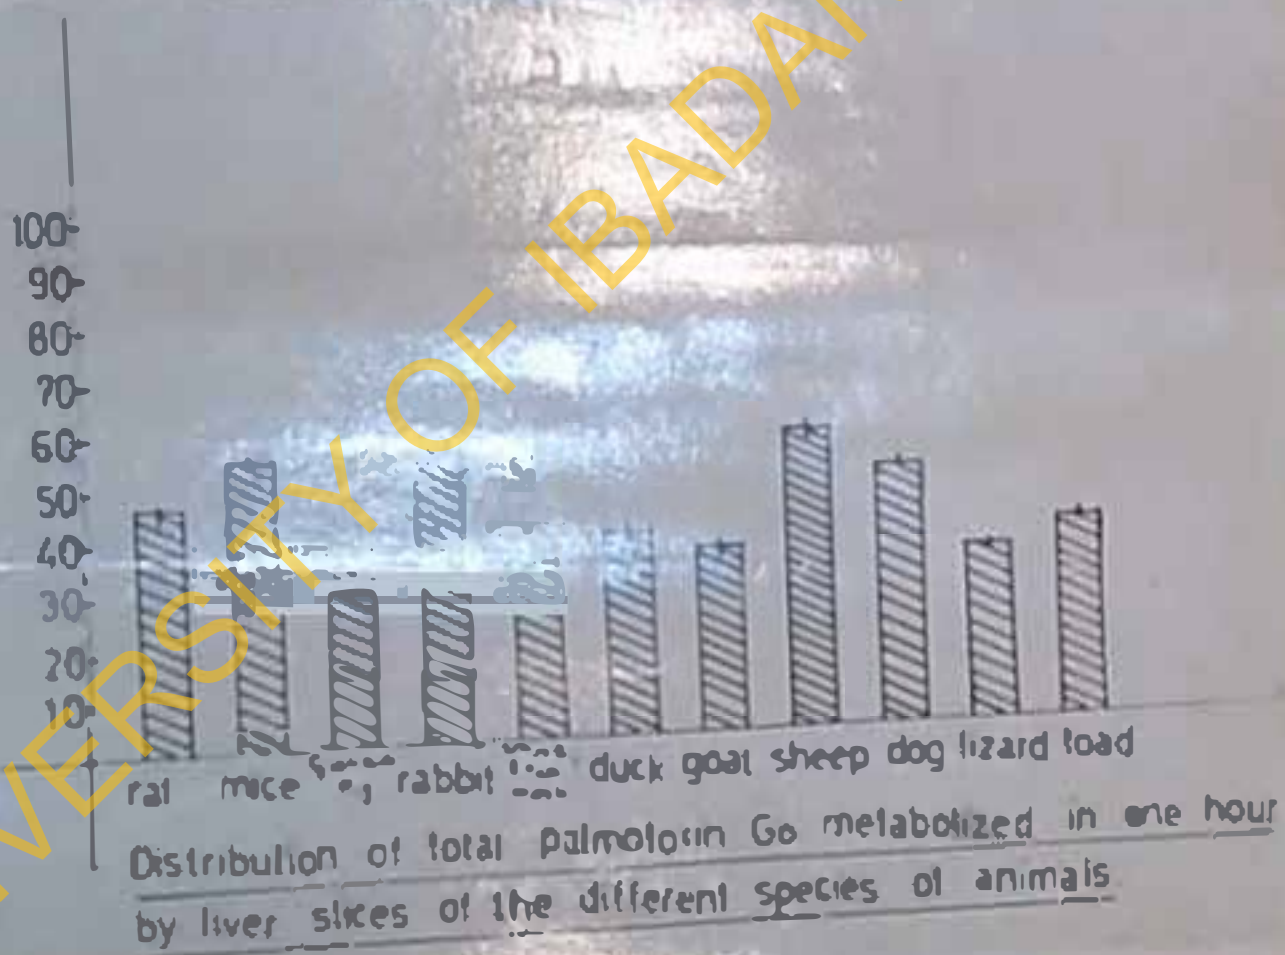 100
90
80
70
60
50
40
30
20
10
rat mice rabbit duck goat sheep dog lizard toad
Distribution of total palmotoxin Go metabolized in one hour
by liver slices of the different species of animals
UNIVERSITY OF IBADAN